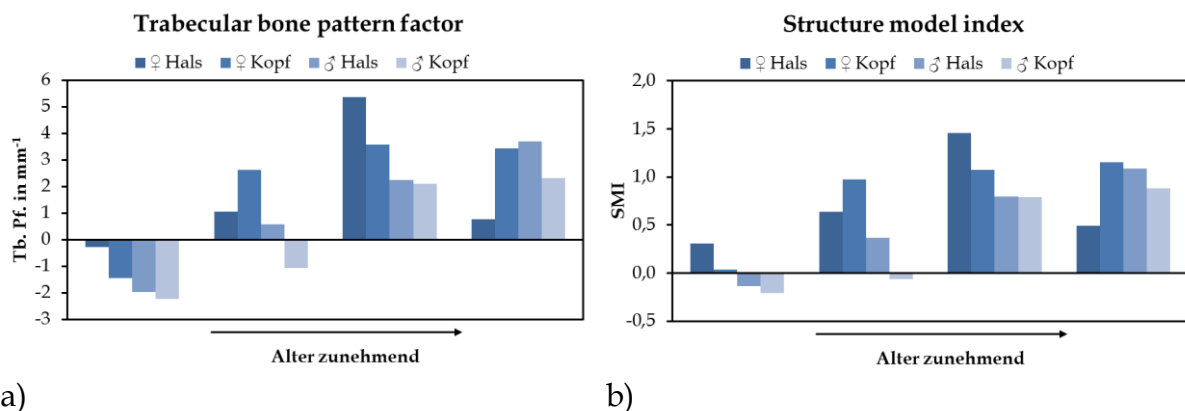 Trabecular bone pattern factor
♀ Hals ♀ Kopf ♂ Hals ♂ Kopf
Tb. Pf. in mm⁻¹
6
5
4
3
2
1
0
-1
-2
-3
Alter zunehmend
a)
Structure model index
♀ Hals ♀ Kopf ♂ Hals ♂ Kopf
SMI
2,0
1,5
1,0
0,5
0,0
-0,5
Alter zunehmend
b)